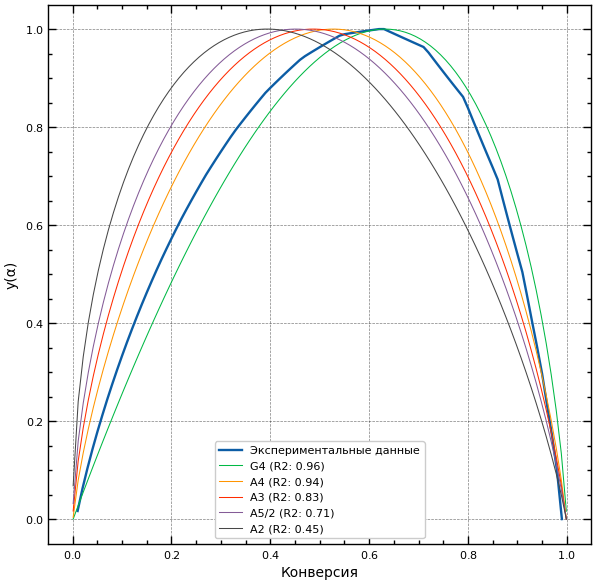 1.0
0.8
0.6
0.4
0.2
0.0
y(α)
Экспериментальные данные
G4 (R2: 0.96)
A4 (R2: 0.94)
A3 (R2: 0.83)
A5/2 (R2: 0.71)
A2 (R2: 0.45)
0.0 0.2 0.4 0.6 0.8 1.0
Конверсия